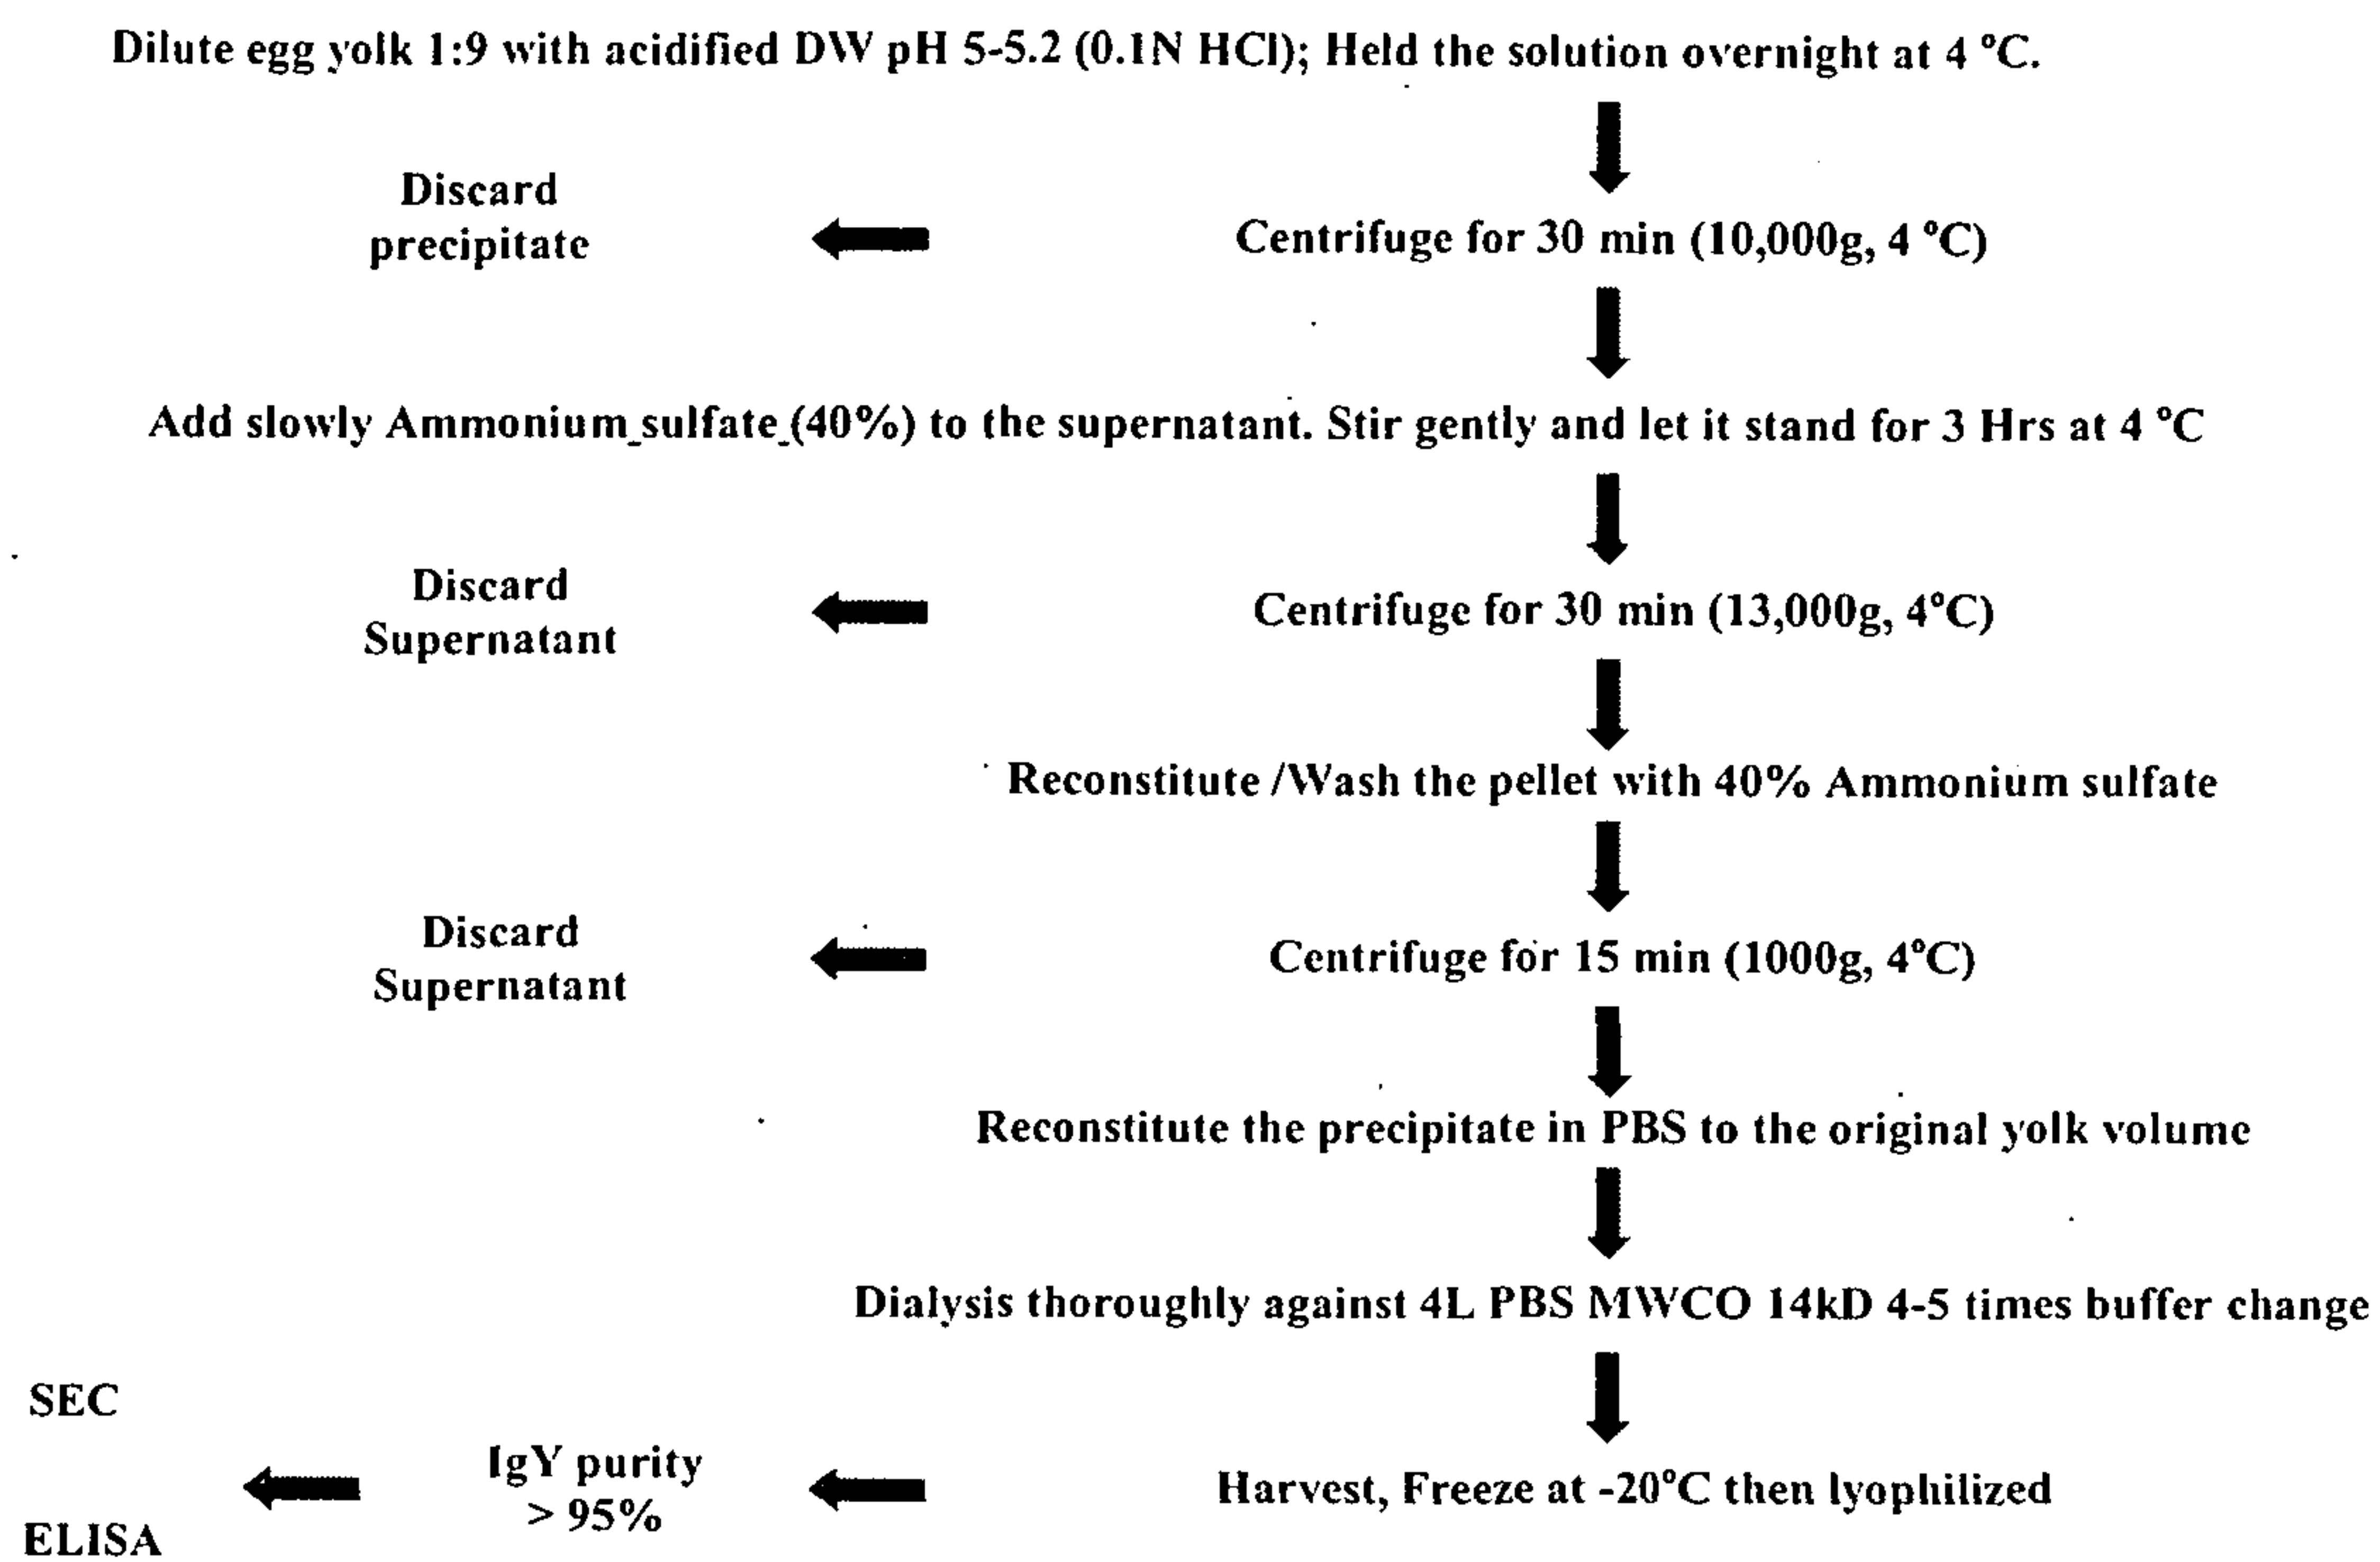 Dilute egg yolk 1:9 with acidified DW pH 5-5.2 (0.1N HCl); Held the solution overnight at 4 °C.
Discard
precipitate
Centrifuge for 30 min (10,000g, 4 °C)
Add slowly Ammonium sulfate (40%) to the supernatant. Stir gently and let it stand for 3 Hrs at 4 °C
Discard
Supernatant
Centrifuge for 30 min (13,000g, 4°C)
Reconstitute /Wash the pellet with 40% Ammonium sulfate
Discard
Supernatant
Centrifuge for 15 min (1000g, 4°C)
Reconstitute the precipitate in PBS to the original yolk volume
Dialysis thoroughly against 4L PBS MWCO 14kD 4-5 times buffer change
Harvest, Freeze at -20°C then lyophilized
IgY purity
> 95%
SEC
ELISA